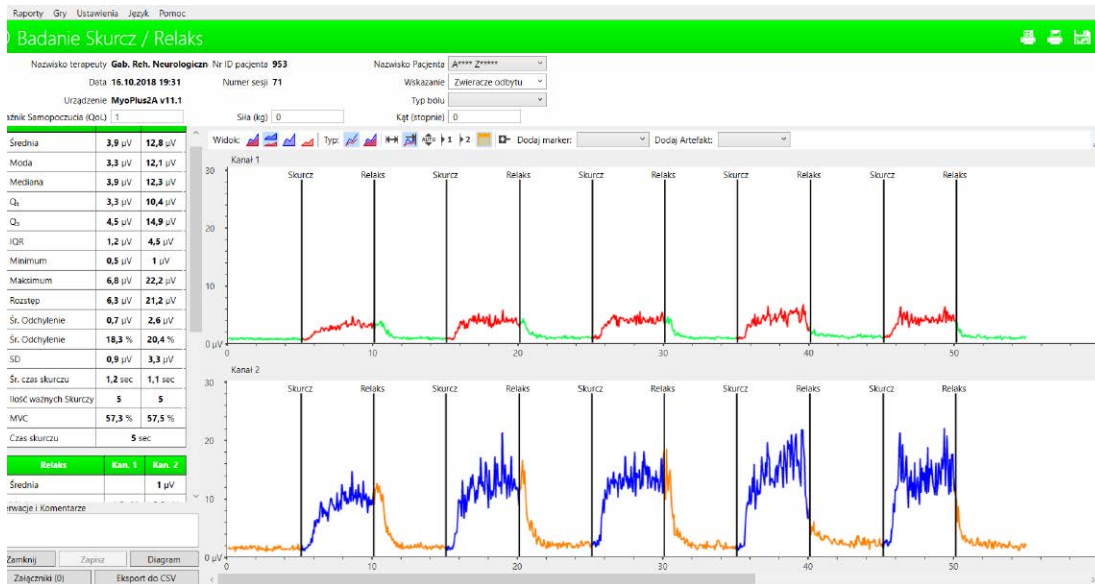 Raporty Gry Ustawienia Język Pomoc
Badanie Skurcz / Relaks
Nazwisko terapeuty Gab. Reh. Neurologiczn Nr ID pacjenta 953 Nazwisko Pacjenta A**** Z*****
Data 16.10.2018 19:31 Numer sesji 71 Wskazanie Zwieracze odbytu
Urządzenie MyoPlus2A v11.1 Typ bólu
Samopoczucia (QoL) 1 Siła (kg) 0 Kąt (stopnie) 0
Widok: Typ: AUTO 1 2 Dodaj marker: Dodaj Artefakt:
Średnia 3,9 µV 12,8 µV
Moda 3,3 µV 12,1 µV
Mediana 3,9 µV 12,3 µV
Q₁ 3,3 µV 10,4 µV
Q₃ 4,5 µV 14,9 µV
IQR 1,2 µV 4,5 µV
Minimum 0,5 µV 1 µV
Maksimum 6,8 µV 22,2 µV
Rozstęp 6,3 µV 21,2 µV
Śr. Odchylenie 0,7 µV 2,6 µV
Śr. Odchylenie 18,3 % 20,4 %
SD 0,9 µV 3,3 µV
Śr. czas skurczu 1,2 sec 1,1 sec
Ilość ważnych Skurczy 5 5
MVC 57,3 % 57,5 %
Czas skurczu 5 sec
Relaks Kan. 1 Kan. 2
Średnia 1 µV
i Komentarze
Zamknij Zapisz Diagram
Załączniki (0) Eksport do CSV
Kanał 1
Skurcz Relaks Skurcz Relaks Skurcz Relaks Skurcz Relaks Skurcz Relaks
30
20
10
0 µV
0 10 20 30 40 50
Kanał 2
Skurcz Relaks Skurcz Relaks Skurcz Relaks Skurcz Relaks Skurcz Relaks
30
20
10
0 µV
0 10 20 30 40 50